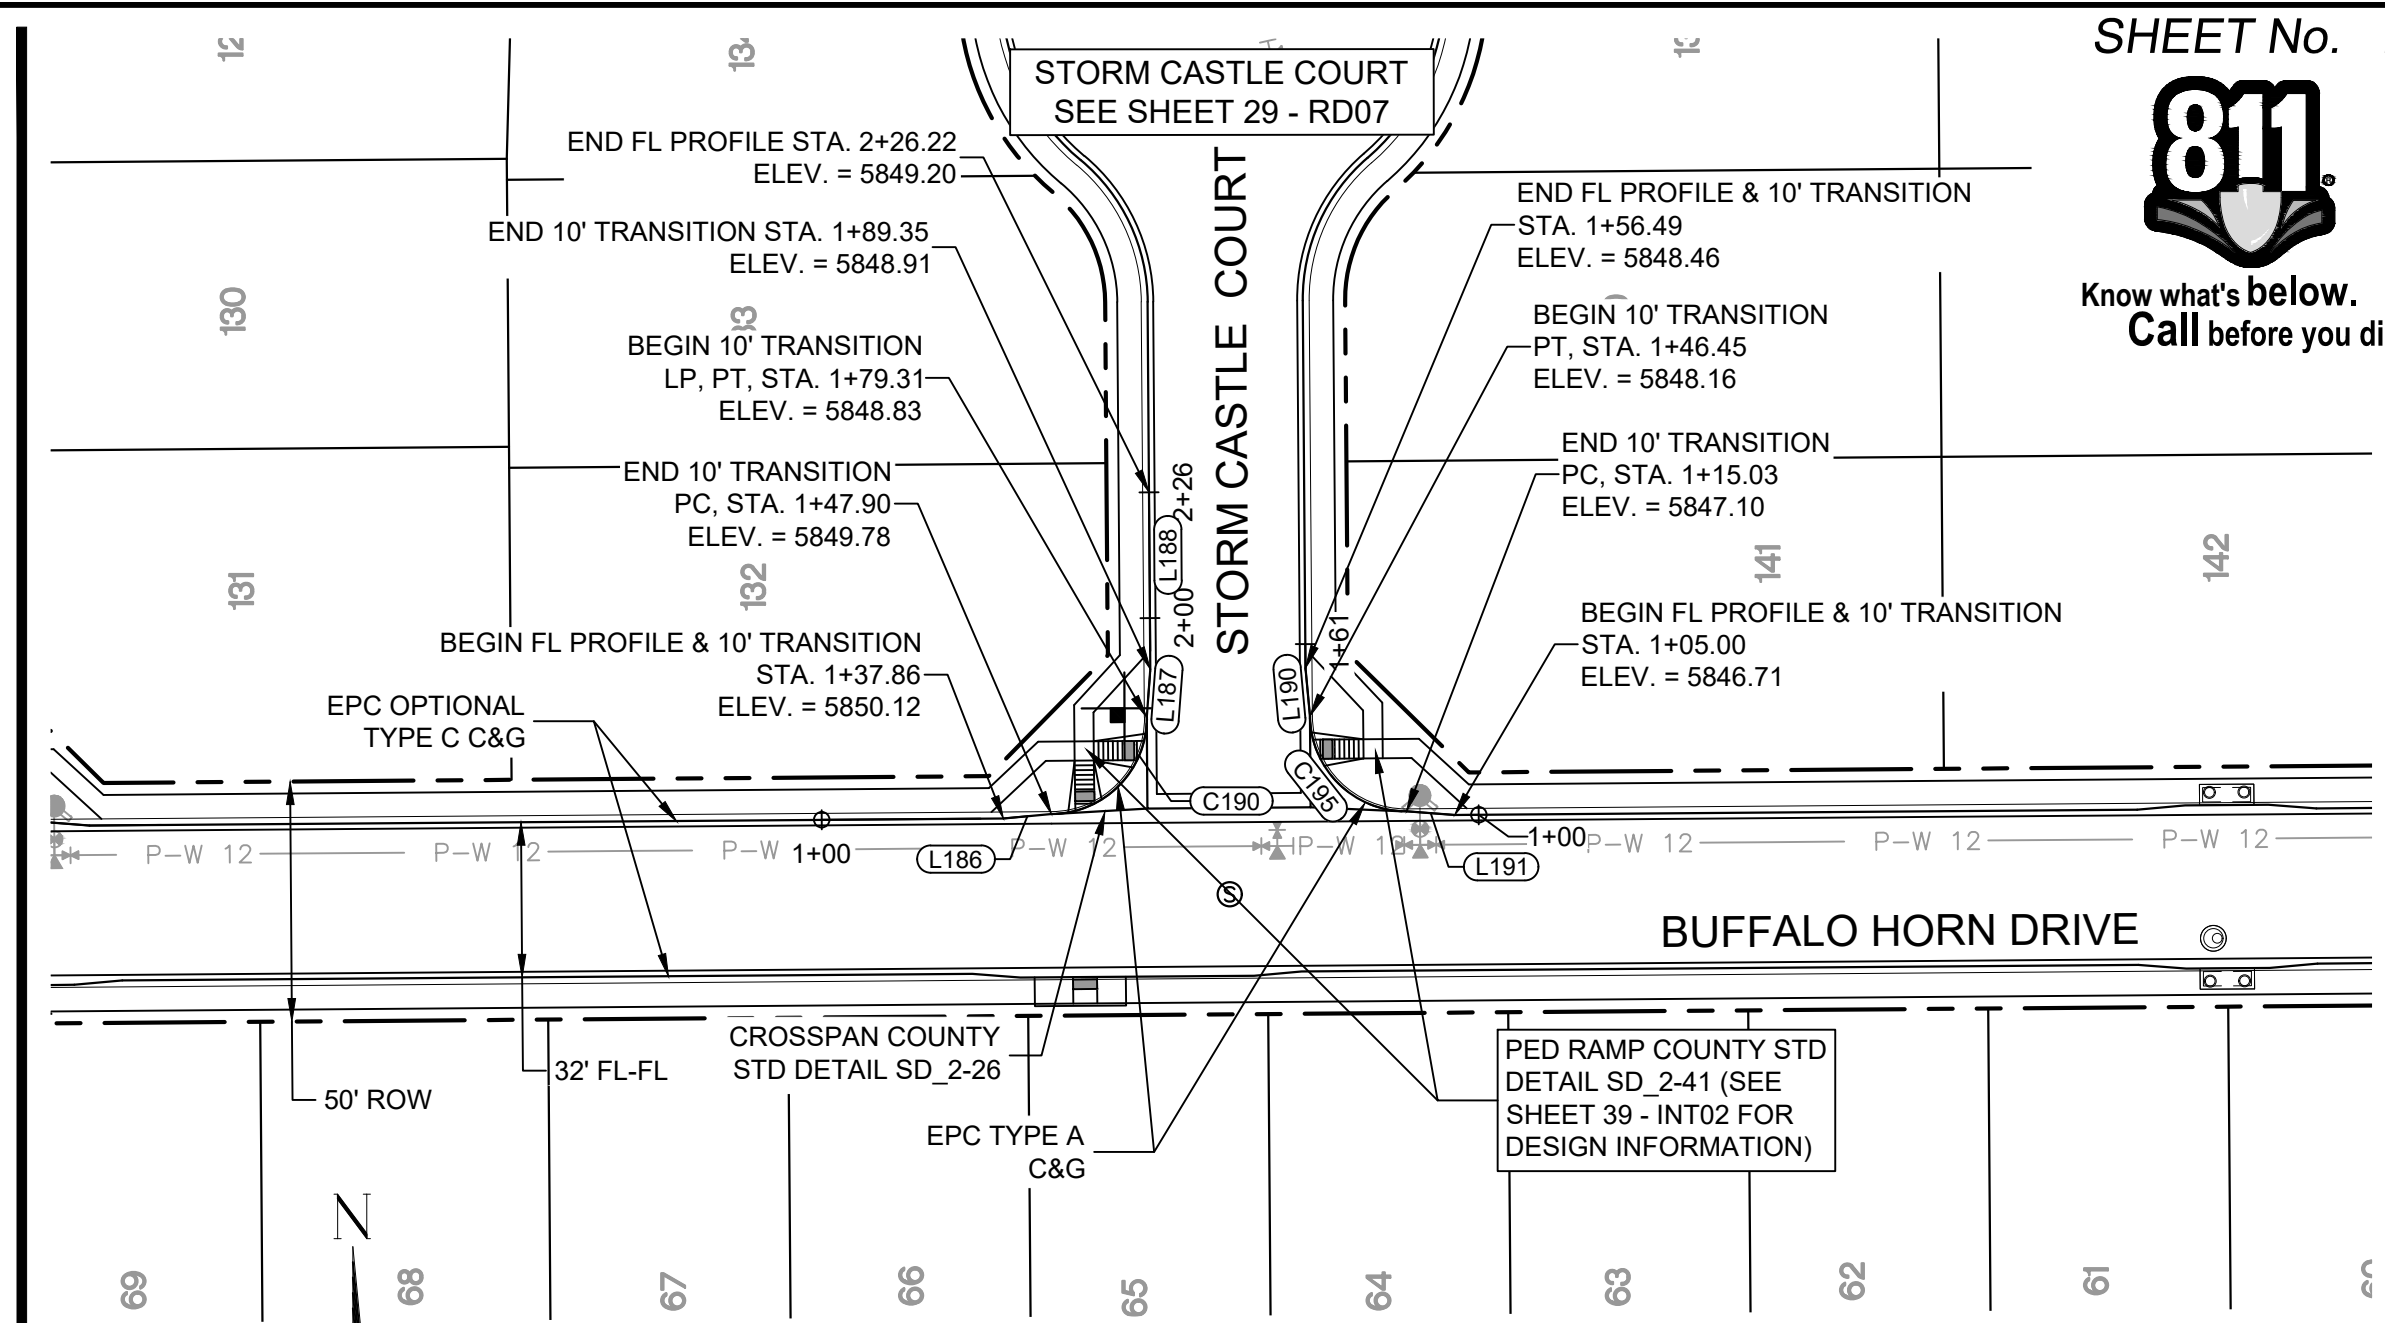 SHEET No.
811
®
Know what's below.
Call before you di
STORM CASTLE COURT
SEE SHEET 29 - RD07
END FL PROFILE STA. 2+26.22
ELEV. = 5849.20
END 10' TRANSITION STA. 1+89.35
ELEV. = 5848.91
BEGIN 10' TRANSITION
LP, PT, STA. 1+79.31
ELEV. = 5848.83
END 10' TRANSITION
PC, STA. 1+47.90
ELEV. = 5849.78
BEGIN FL PROFILE & 10' TRANSITION
STA. 1+37.86
ELEV. = 5850.12
EPC OPTIONAL
TYPE C C&G
END FL PROFILE & 10' TRANSITION
STA. 1+56.49
ELEV. = 5848.46
BEGIN 10' TRANSITION
PT, STA. 1+46.45
ELEV. = 5848.16
END 10' TRANSITION
PC, STA. 1+15.03
ELEV. = 5847.10
BEGIN FL PROFILE & 10' TRANSITION
STA. 1+05.00
ELEV. = 5846.71
STORM CASTLE COURT
2+26
L188
2+00
L187
1+61
L190
C190
C195
L186
L191
1+00
1+00
130
131
132
141
142
P-W 12
P-W 12
P-W
P-W 12
P-W 12
P-W 12
P-W 12
P-W 12
S
BUFFALO HORN DRIVE
CROSSPAN COUNTY
STD DETAIL SD_2-26
32' FL-FL
50' ROW
EPC TYPE A
C&G
PED RAMP COUNTY STD
DETAIL SD_2-41 (SEE
SHEET 39 - INT02 FOR
DESIGN INFORMATION)
N
69
68
67
66
65
64
63
62
61